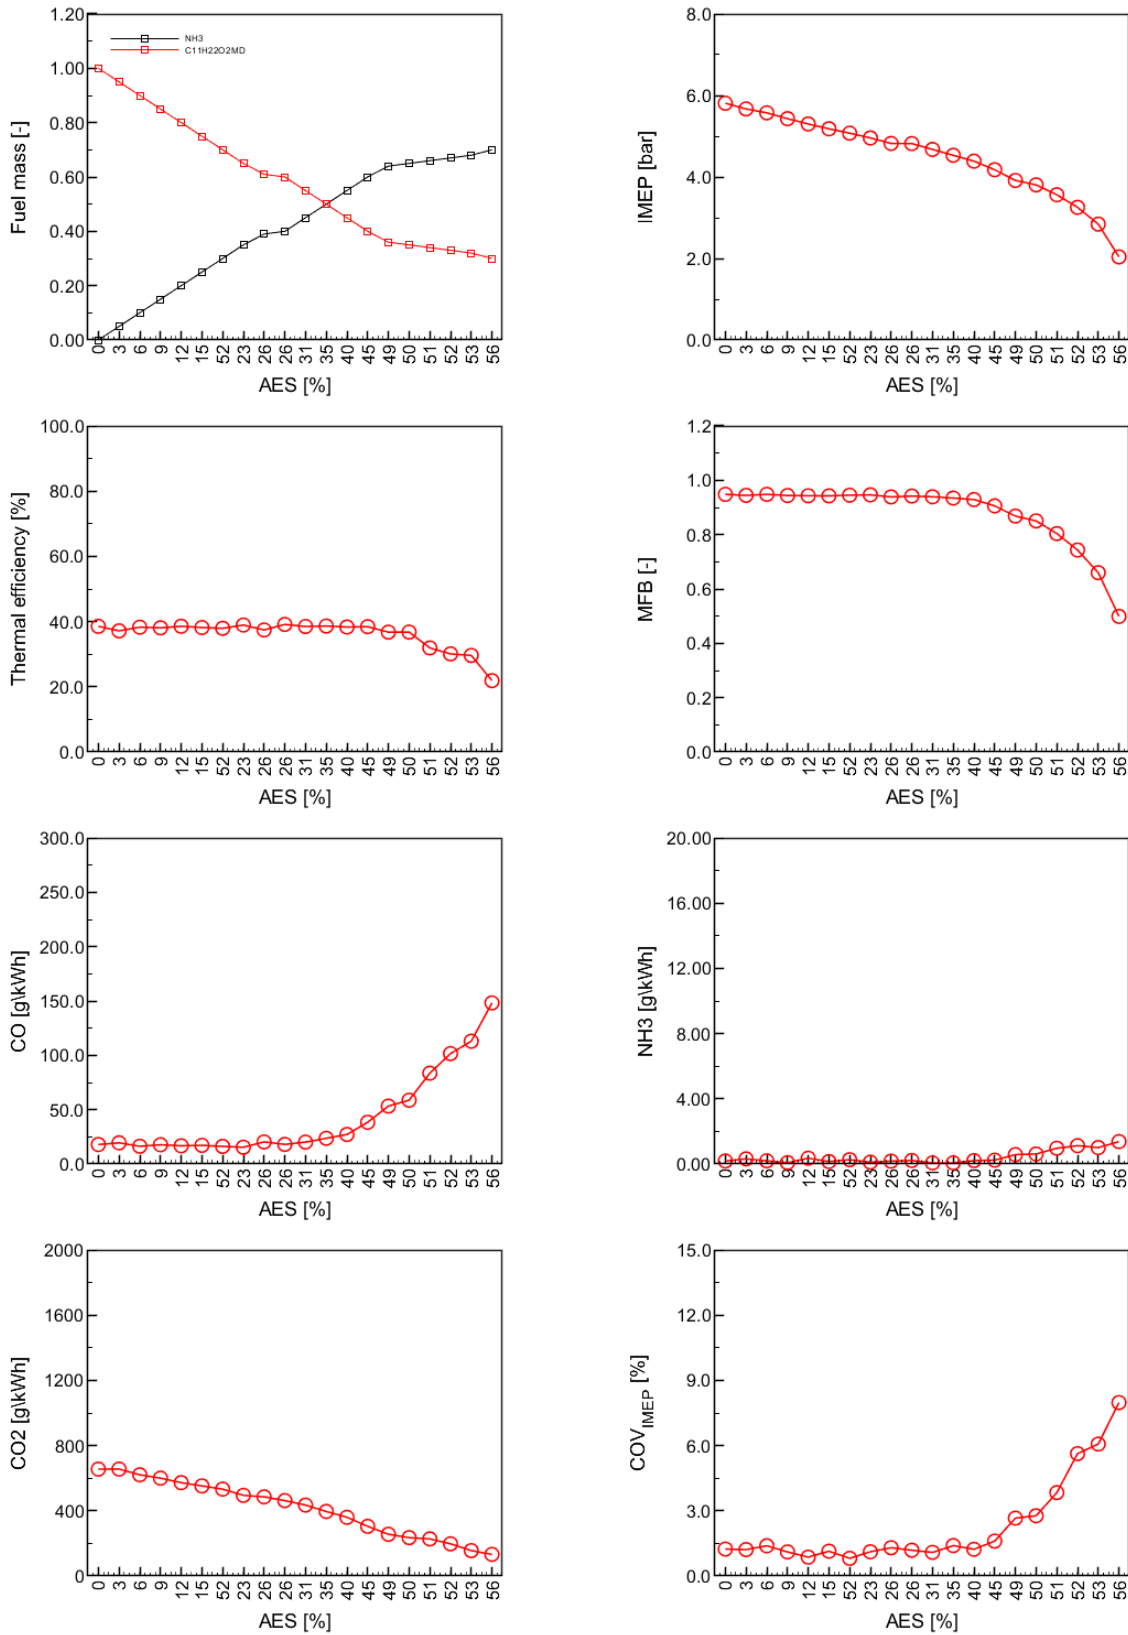 1.20
1.00
0.80
0.60
0.40
0.20
0.00
Fuel mass [-]
NH3
C11H22O2MD
0 3 6 9 12 15 52 23 26 26 31 35 40 45 49 50 51 52 53 56
AES [%]
8.0
6.0
4.0
2.0
0.0
IMEP [bar]
0 3 6 9 12 15 52 23 26 26 31 35 40 45 49 50 51 52 53 56
AES [%]
100.0
80.0
60.0
40.0
20.0
0.0
Thermal efficiency [%]
0 3 6 9 12 15 52 23 26 26 31 35 40 45 49 50 51 52 53 56
AES [%]
1.2
1.0
0.8
0.6
0.4
0.2
0.0
MFB [-]
0 3 6 9 12 15 52 23 26 26 31 35 40 45 49 50 51 52 53 56
AES [%]
300.0
250.0
200.0
150.0
100.0
50.0
0.0
CO [g\kWh]
0 3 6 9 12 15 52 23 26 26 31 35 40 45 49 50 51 52 53 56
AES [%]
20.00
16.00
12.00
8.00
4.00
0.00
NH3 [g\kWh]
0 3 6 9 12 15 52 23 26 26 31 35 40 45 49 50 51 52 53 56
AES [%]
2000
1600
1200
800
400
0
CO2 [g\kWh]
0 3 6 9 12 15 52 23 26 26 31 35 40 45 49 50 51 52 53 56
AES [%]
15.0
12.0
9.0
6.0
3.0
0.0
COV IMEP [%]
0 3 6 9 12 15 52 23 26 26 31 35 40 45 49 50 51 52 53 56
AES [%]